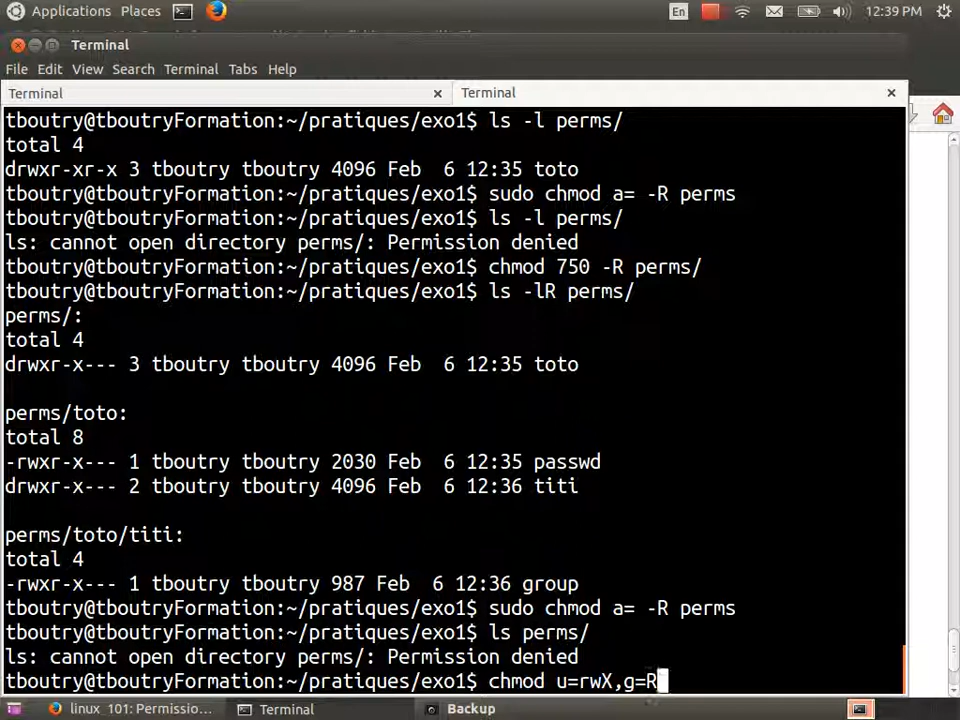 Applications Places En 12:39 PM
Terminal
File Edit View Search Terminal Tabs Help
Terminal Terminal
tboutry@tboutryFormation:~/pratiques/exo1$ ls -l perms/
total 4
drwxr-xr-x 3 tboutry tboutry 4096 Feb  6 12:35 toto
tboutry@tboutryFormation:~/pratiques/exo1$ sudo chmod a= -R perms
tboutry@tboutryFormation:~/pratiques/exo1$ ls -l perms/
ls: cannot open directory perms/: Permission denied
tboutry@tboutryFormation:~/pratiques/exo1$ chmod 750 -R perms/
tboutry@tboutryFormation:~/pratiques/exo1$ ls -lR perms/
perms/:
total 4
drwxr-x--- 3 tboutry tboutry 4096 Feb  6 12:35 toto
perms/toto:
total 8
-rwxr-x--- 1 tboutry tboutry 2030 Feb  6 12:35 passwd
drwxr-x--- 2 tboutry tboutry 4096 Feb  6 12:36 titi
perms/toto/titi:
total 4
-rwxr-x--- 1 tboutry tboutry 987 Feb  6 12:36 group
tboutry@tboutryFormation:~/pratiques/exo1$ sudo chmod a= -R perms
tboutry@tboutryFormation:~/pratiques/exo1$ ls perms/
ls: cannot open directory perms/: Permission denied
tboutry@tboutryFormation:~/pratiques/exo1$ chmod u=rwX,g=R
linux_101: Permissio... Terminal Backup